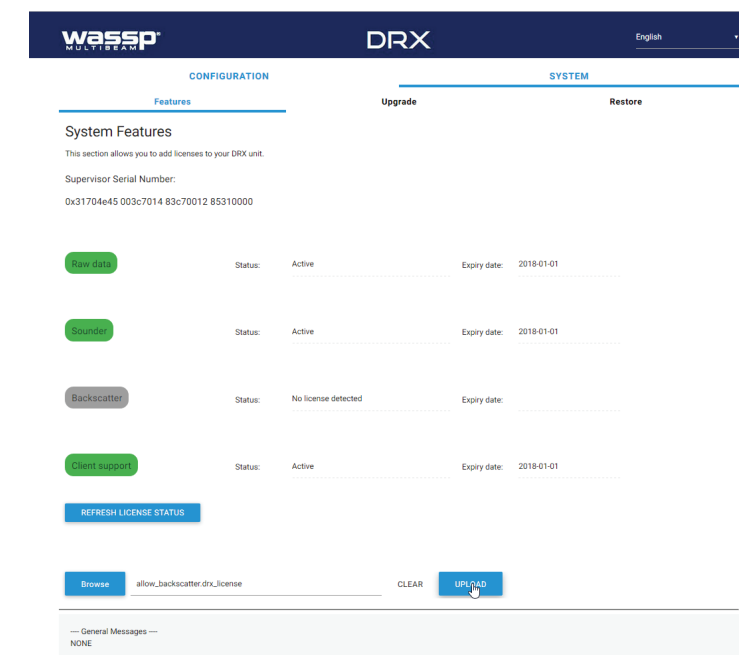 wassp
MULTIBEAM
DRX
English
CONFIGURATION SYSTEM
Features Upgrade Restore
System Features
This section allows you to add licenses to your DRX unit.
Supervisor Serial Number:
0x31704e45 003c7014 83c70012 85310000
Raw data Status: Active Expiry date: 2018-01-01
Sounder Status: Active Expiry date: 2018-01-01
Backscatter Status: No license detected Expiry date:
Client support Status: Active Expiry date: 2018-01-01
REFRESH LICENSE STATUS
Browse allow_backscatter.drx_license CLEAR UPLOAD
--- General Messages ---
NONE